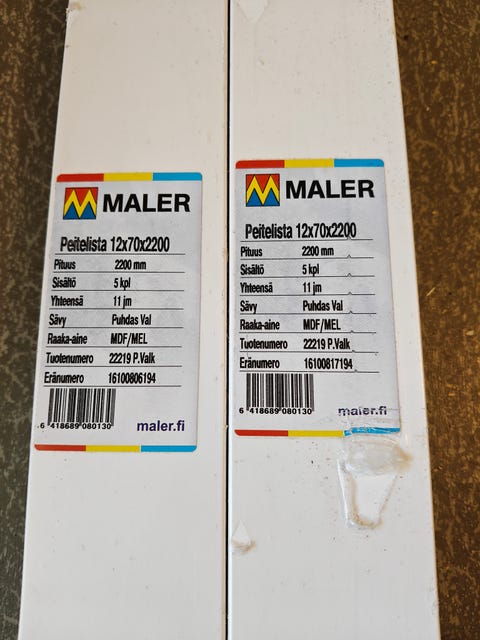 MALER
Peitelista 12x70x2200
Pituus 2200 mm
Sisältö 5 kpl
Yhteensä 11 jm
Sävy Puhdas Val
Raaka-aine MDF/MEL
Tuotenumero 22219 P.Valk
Eränumero 16100806194
6 418689 080130
maler.fi
MALER
Peitelista 12x70x2200
Pituus 2200 mm
Sisältö 5 kpl
Yhteensä 11 jm
Sävy Puhdas Val
Raaka-aine MDF/MEL
Tuotenumero 22219 P.Valk
Eränumero 16100817194
6 418689 080130
maler.fi